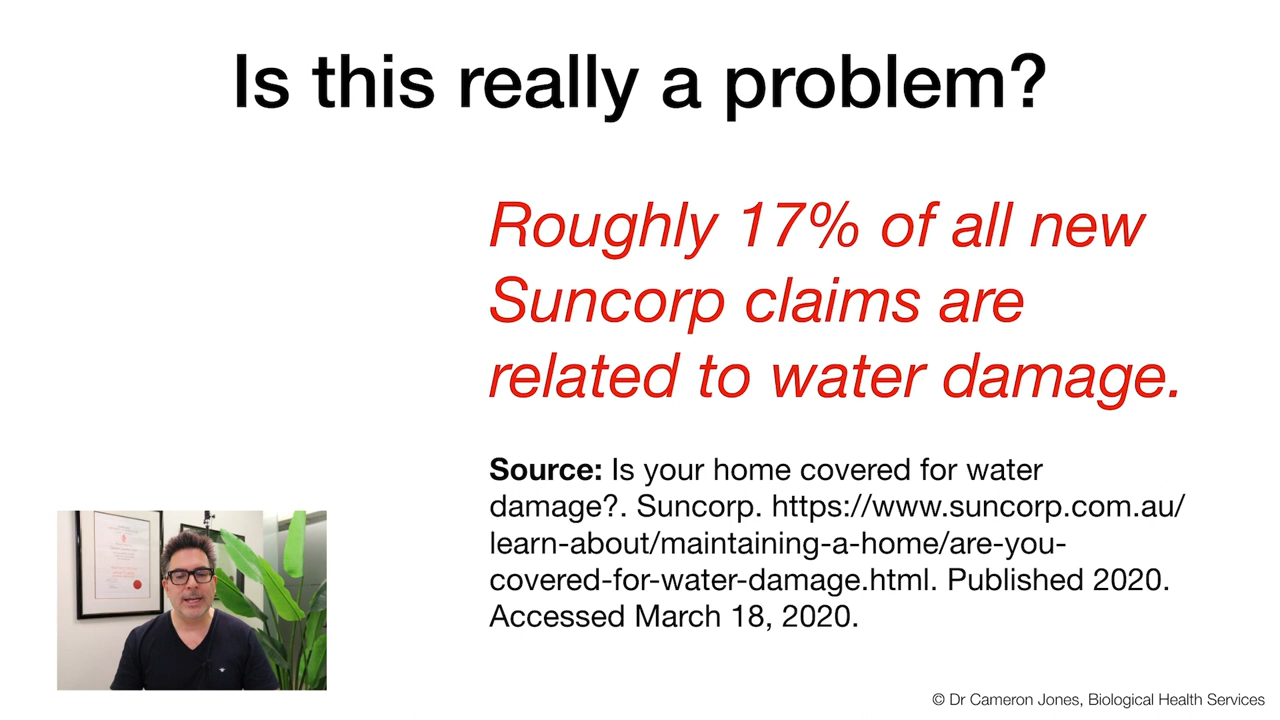 Is this really a problem?
Roughly 17% of all new
Suncorp claims are
related to water damage.
Source: Is your home covered for water
damage?. Suncorp. https://www.suncorp.com.au/
learn-about/maintaining-a-home/are-you-
covered-for-water-damage.html. Published 2020.
Accessed March 18, 2020.
© Dr Cameron Jones, Biological Health Services